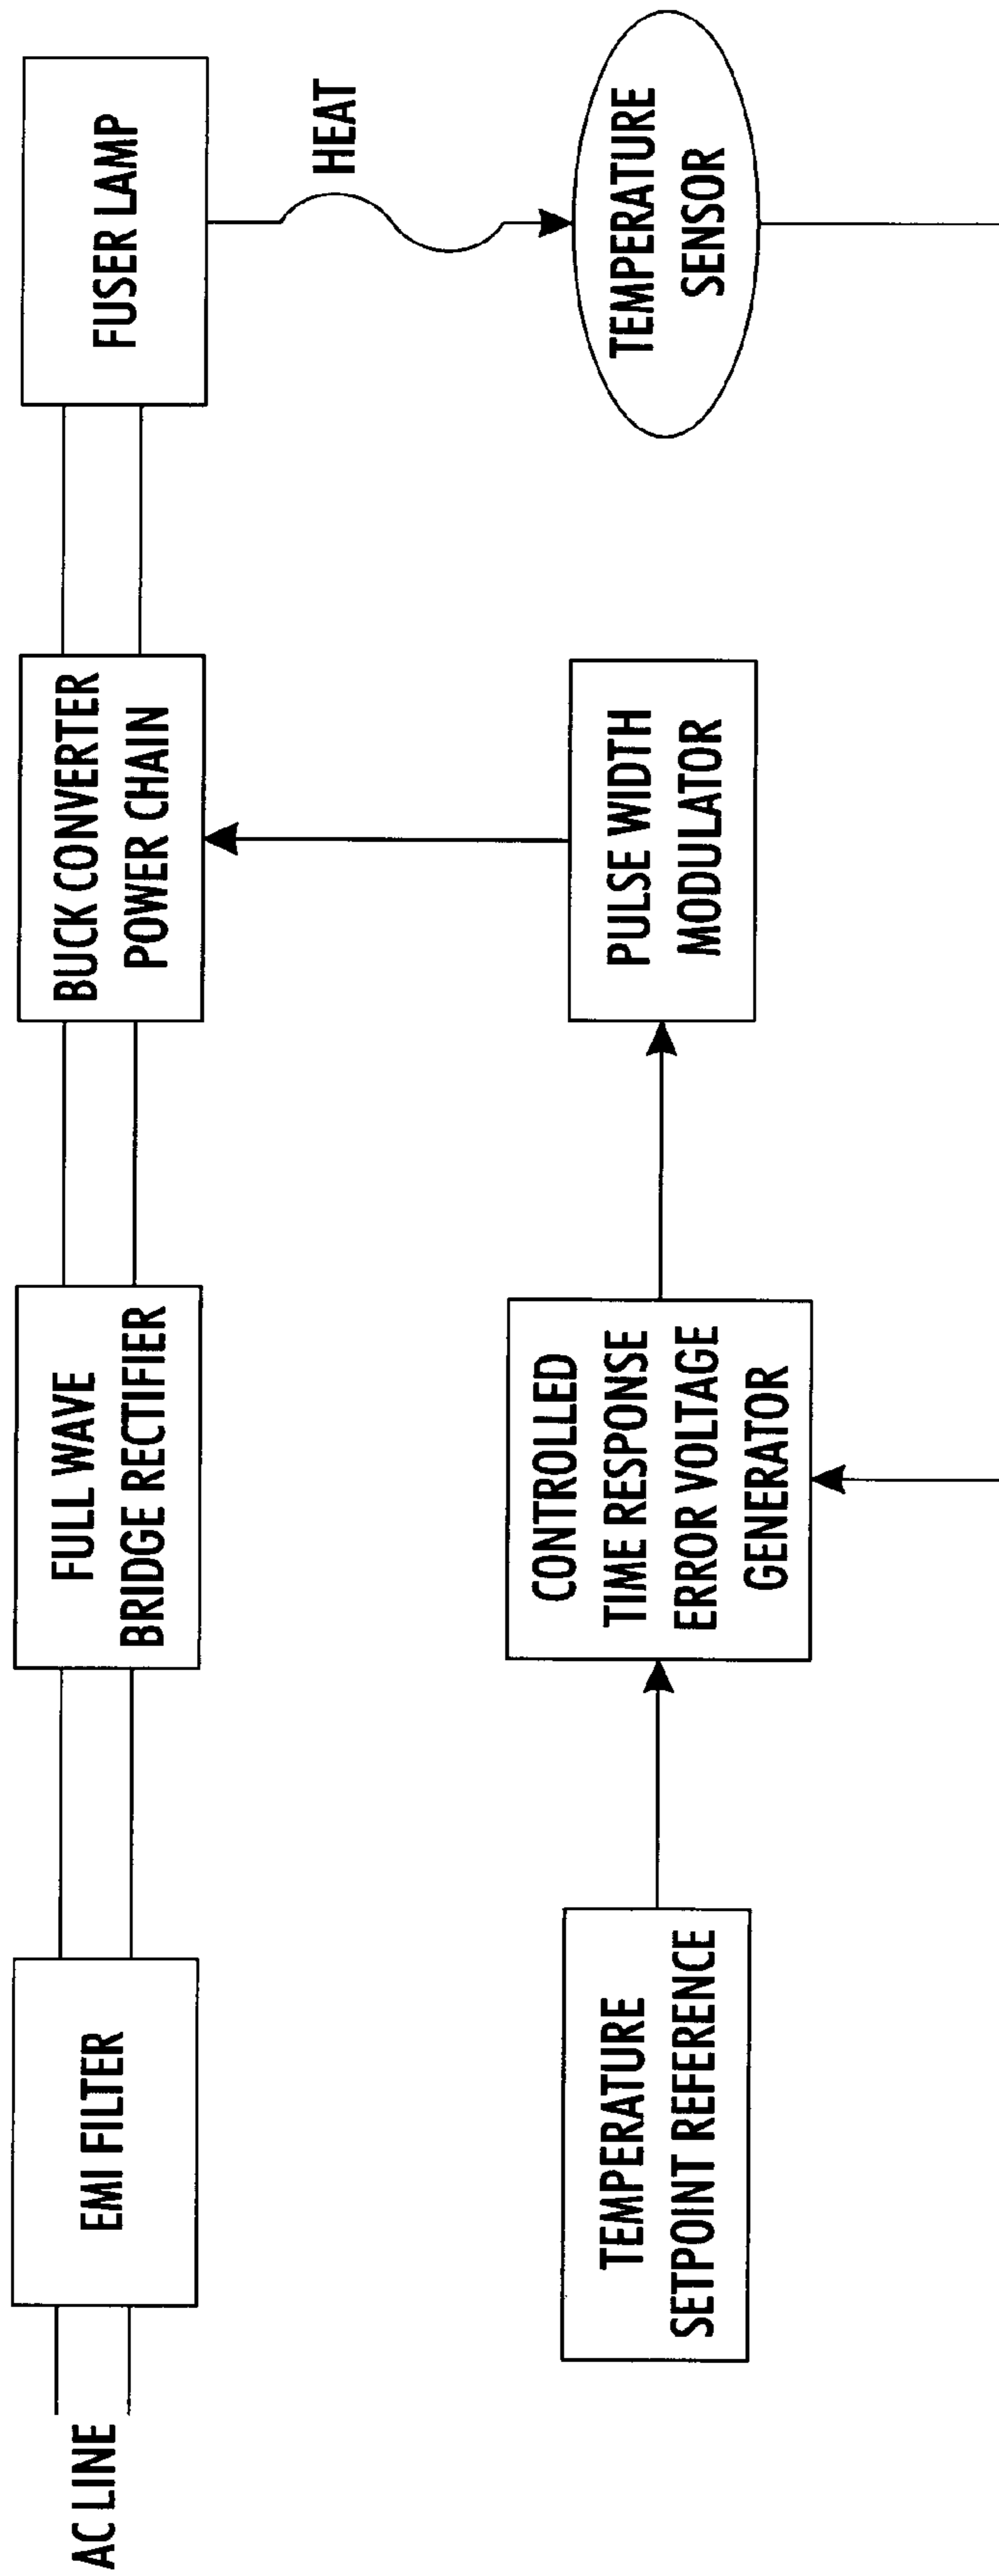 AC LINE
EMI FILTER
FULL WAVE
BRIDGE RECTIFIER
BUCK CONVERTER
POWER CHAIN
FUSER LAMP
HEAT
TEMPERATURE
SETPOINT REFERENCE
CONTROLLED
TIME RESPONSE
ERROR VOLTAGE
GENERATOR
PULSE WIDTH
MODULATOR
TEMPERATURE
SENSOR